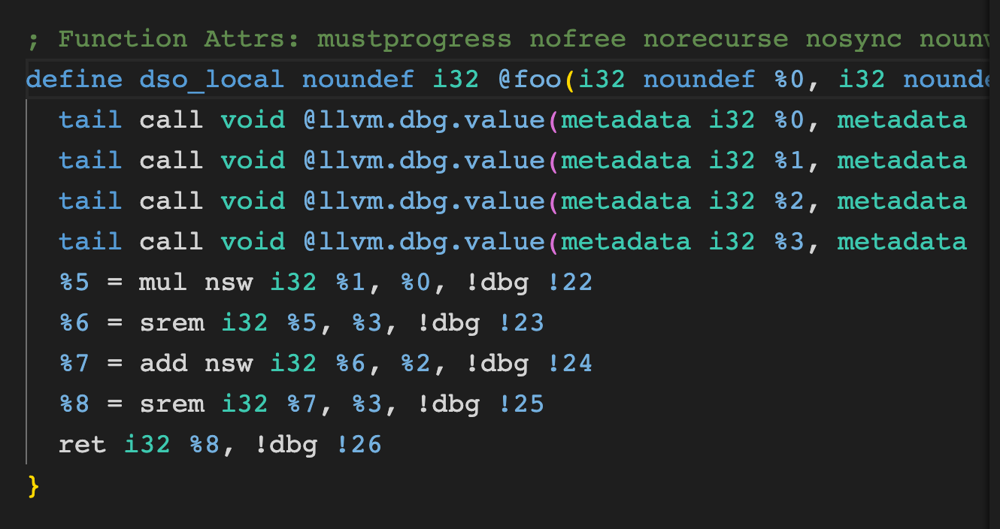 ; Function Attrs: mustprogress nofree norecurse nosync
define dso_local noundef i32 @foo(i32 noundef %0, i32
tail call void @llvm.dbg.value(metadata i32 %0, metadata
tail call void @llvm.dbg.value(metadata i32 %1, metadata
tail call void @llvm.dbg.value(metadata i32 %2, metadata
tail call void @llvm.dbg.value(metadata i32 %3, metadata
%5 = mul nsw i32 %1, %0, !dbg !22
%6 = srem i32 %5, %3, !dbg !23
%7 = add nsw i32 %6, %2, !dbg !24
%8 = srem i32 %7, %3, !dbg !25
ret i32 %8, !dbg !26
}